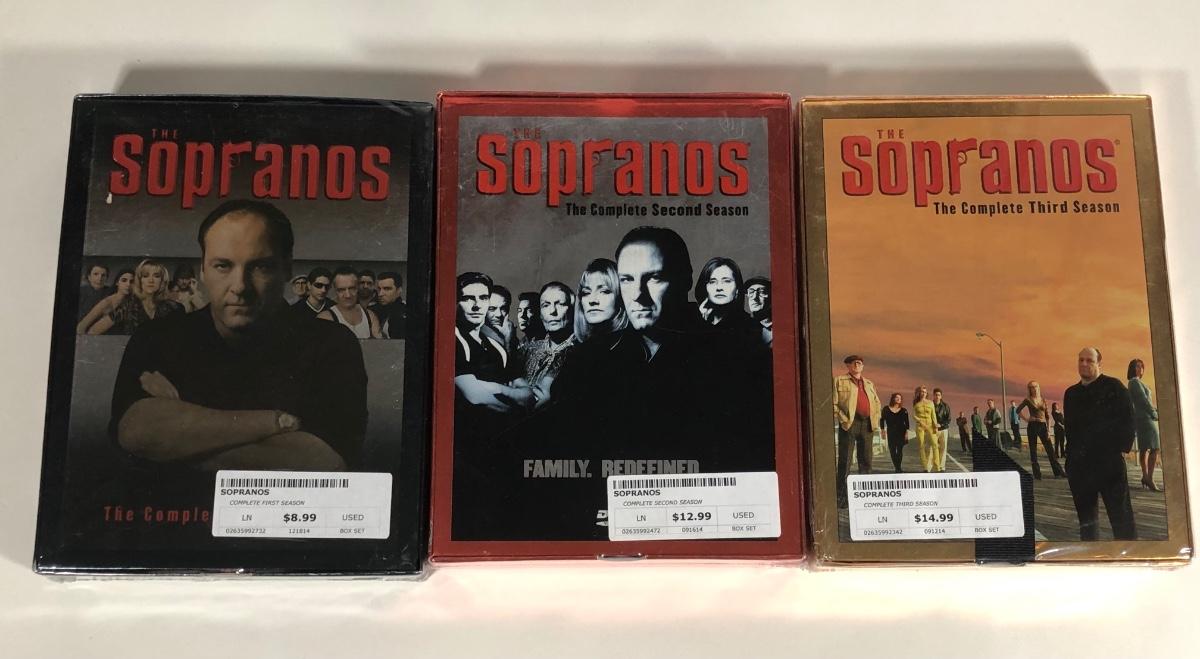 THE
Sopranos
The Comple
SOPRANOS
COMPLETE FIRST SEASON
LN $8.99 USED
02635992732 121814 BOX SET
THE
Sopranos
The Complete Second Season
FAMILY. REDEFINED
SOPRANOS
COMPLETE SECOND SEASON
LN $12.99 USED
02635992472 091614 BOX SET
THE
Sopranos®
The Complete Third Season
SOPRANOS
COMPLETE THIRD SEASON
LN $14.99 USED
02635992342 091214 BOX SET